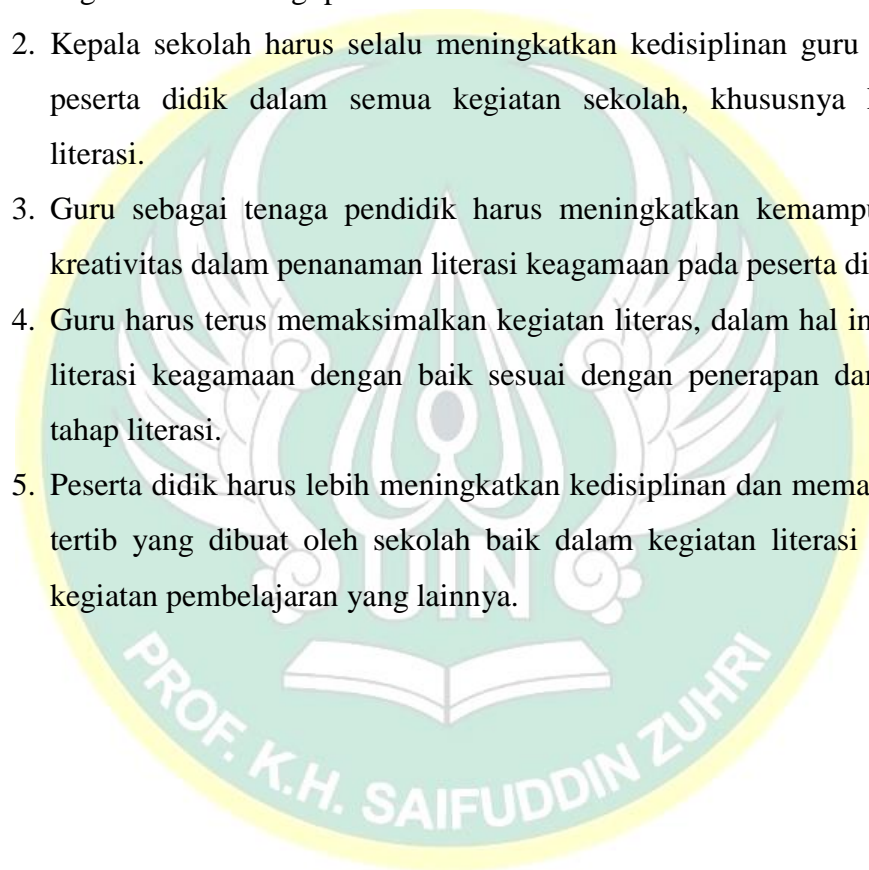 2. Kepala sekolah harus selalu meningkatkan kedisiplinan guru
peserta didik dalam semua kegiatan sekolah, khususnya
literasi.
3. Guru sebagai tenaga pendidik harus meningkatkan kemamp
kreativitas dalam penanaman literasi keagamaan pada peserta di
4. Guru harus terus memaksimalkan kegiatan literas, dalam hal in
literasi keagamaan dengan baik sesuai dengan penerapan dan
tahap literasi.
5. Peserta didik harus lebih meningkatkan kedisiplinan dan mema
tertib yang dibuat oleh sekolah baik dalam kegiatan literasi
kegiatan pembelajaran yang lainnya.
UIN
PROF. K.H. SAIFUDDIN ZUHRI